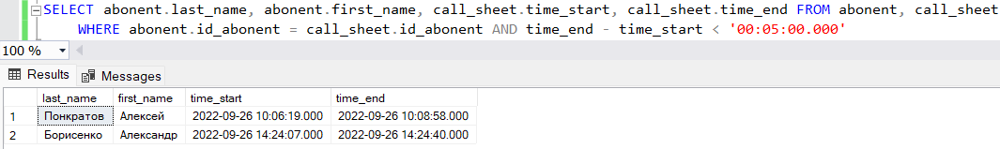 SELECT abonent.last_name, abonent.first_name, call_sheet.time_start, call_sheet.time_end FROM abonent, call_sheet
WHERE abonent.id_abonent = call_sheet.id_abonent AND time_end - time_start < '00:05:00.000'
100 %
Results Messages
last_name first_name time_start time_end
1 Понкратов Алексей 2022-09-26 10:06:19.000 2022-09-26 10:08:58.000
2 Борисенко Александр 2022-09-26 14:24:07.000 2022-09-26 14:24:40.000